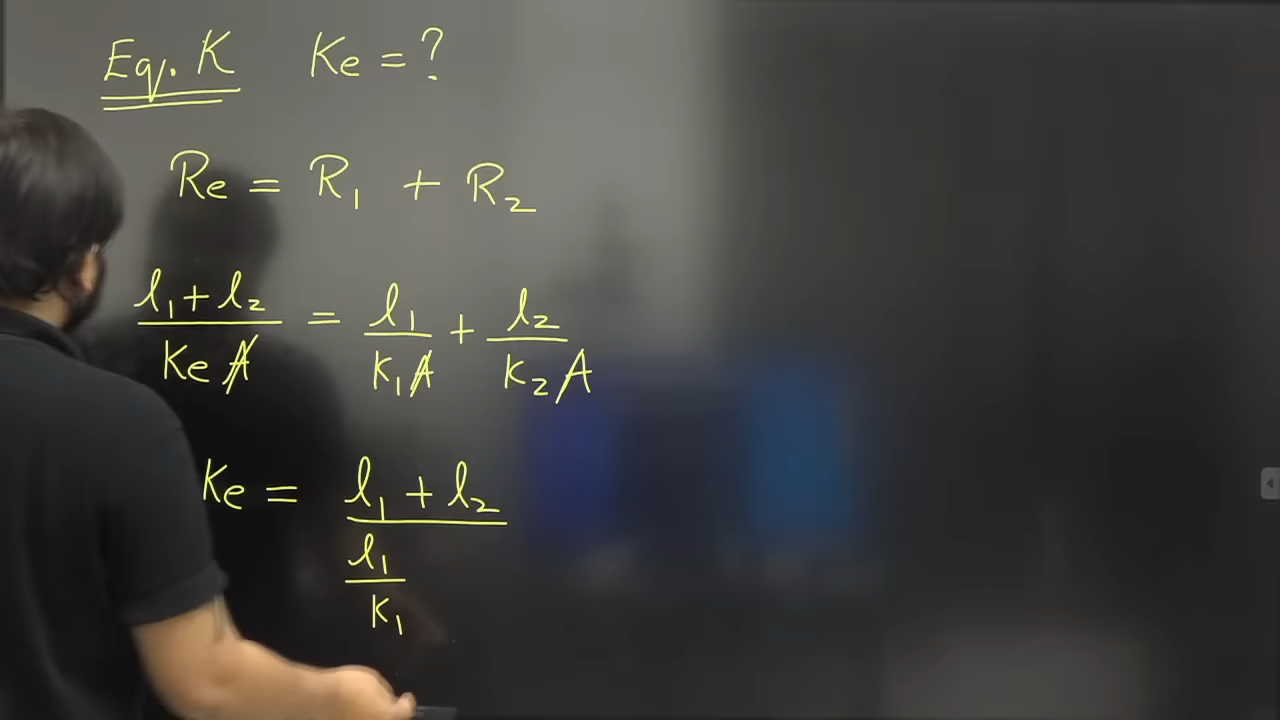 Eq. K Ke = ?
Re = R₁ + R₂
l₁ + l₂ / Ke A = l₁ / K₁ A + l₂ / K₂ A
Ke = l₁ + l₂ / l₁ / K₁